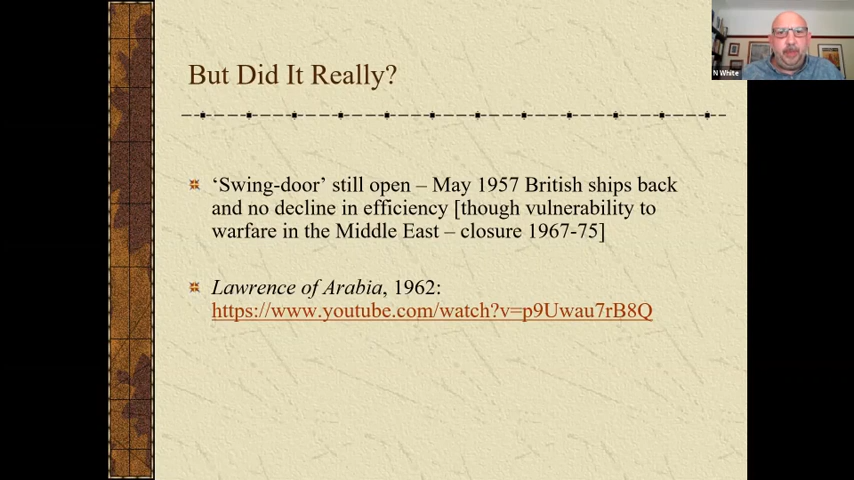 But Did It Really?
‘Swing-door’ still open – May 1957 British ships back
and no decline in efficiency [though vulnerability to
warfare in the Middle East – closure 1967-75]
Lawrence of Arabia, 1962:
https://www.youtube.com/watch?v=p9Uwau7rB8Q
N White